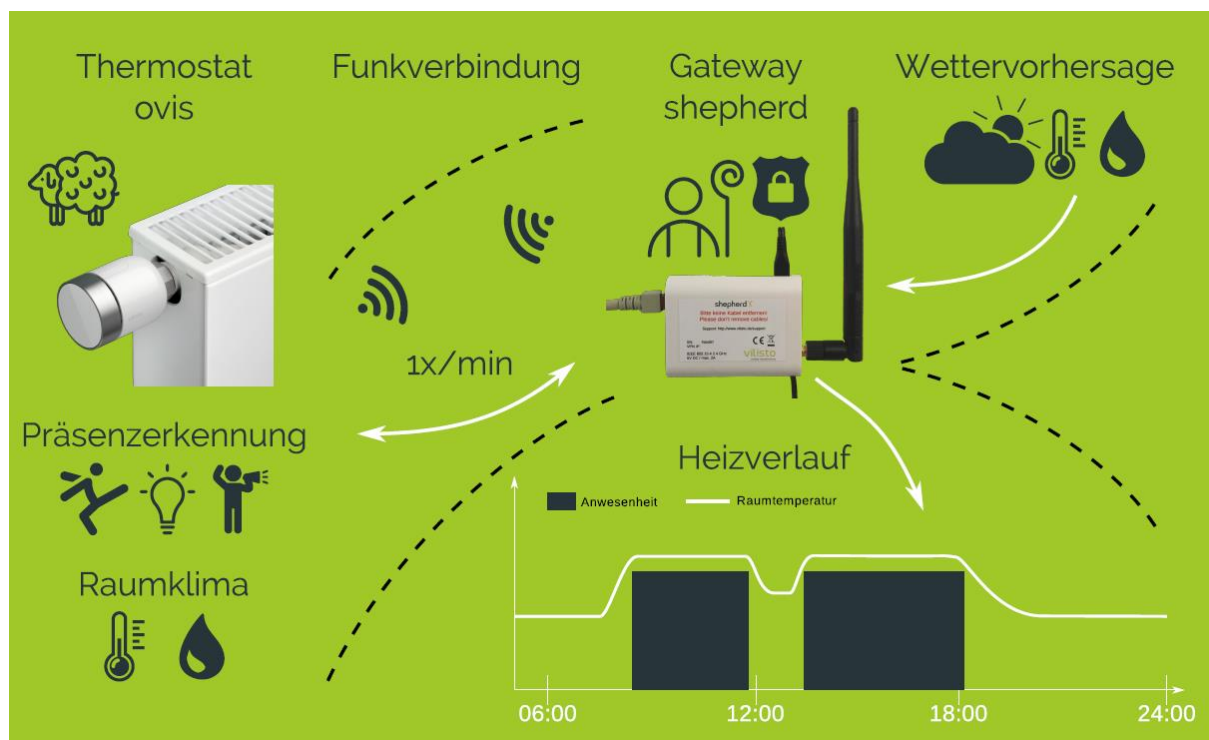 Thermostat
ovis
Funkverbindung
Gateway
shepherd
Wettervorhersage
shepherd
Bitte keine Kabel entfernen!
Please don't remove cables!
vilisto
1x/min
Präsenzerkennung
Raumklima
Heizverlauf
Anwesenheit
Raumtemperatur
06:00
12:00
18:00
24:00